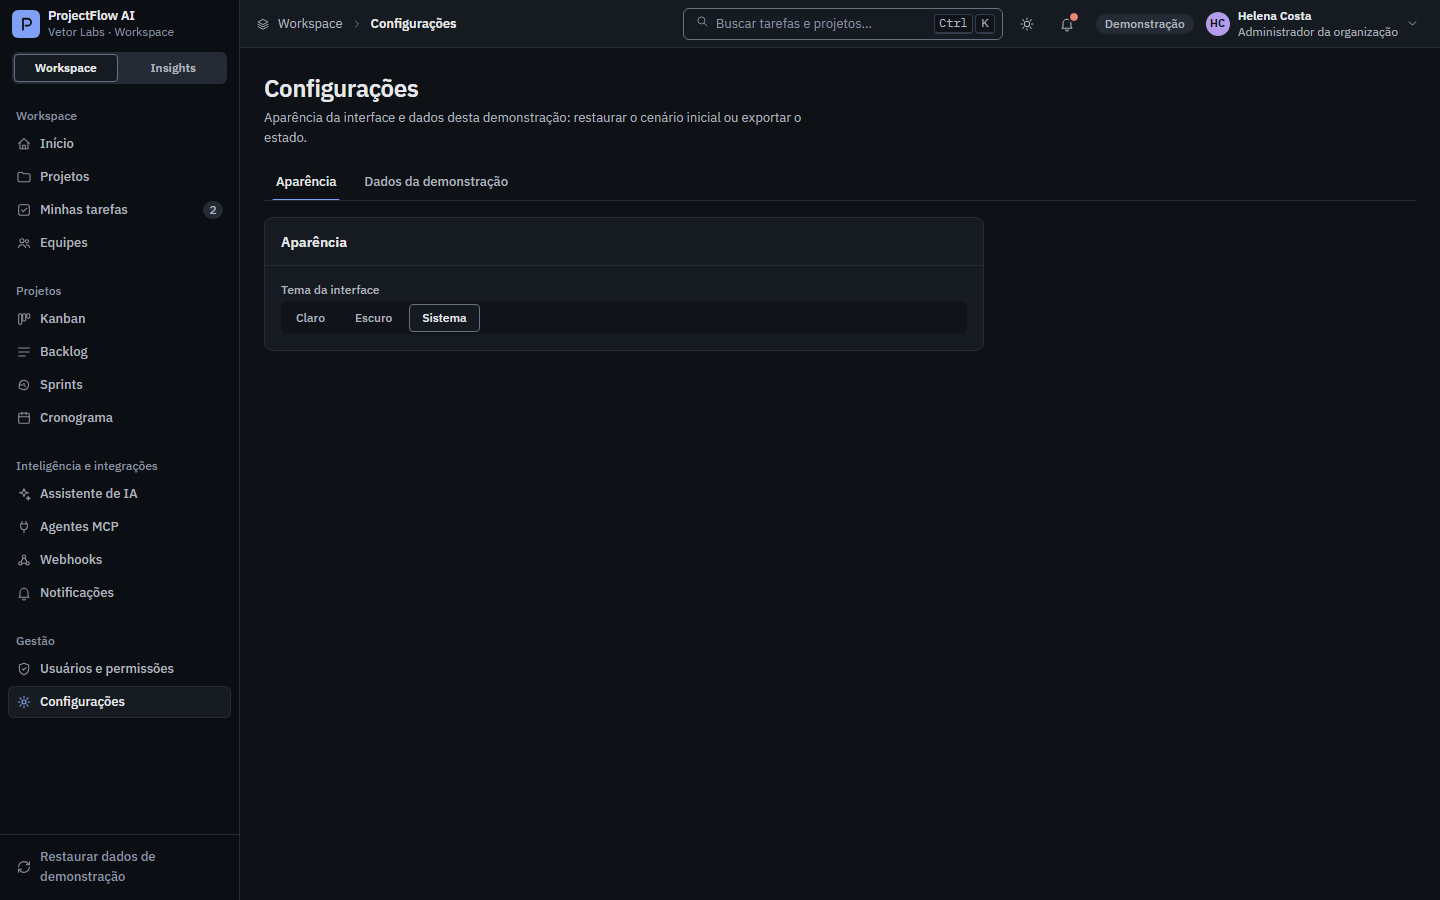 ProjectFlow AI
Vetor Labs · Workspace
Workspace
Insights
Workspace
Início
Projetos
Minhas tarefas
2
Equipes
Projetos
Kanban
Backlog
Sprints
Cronograma
Inteligência e integrações
Assistente de IA
Agentes MCP
Webhooks
Notificações
Gestão
Usuários e permissões
Configurações
Restaurar dados de
demonstração
Workspace
Configurações
Buscar tarefas e projetos...
Ctrl
K
Demonstração
HC
Helena Costa
Administrador da organização
Configurações
Aparência da interface e dados desta demonstração: restaurar o cenário inicial ou exportar o
estado.
Aparência
Dados da demonstração
Aparência
Tema da interface
Claro
Escuro
Sistema